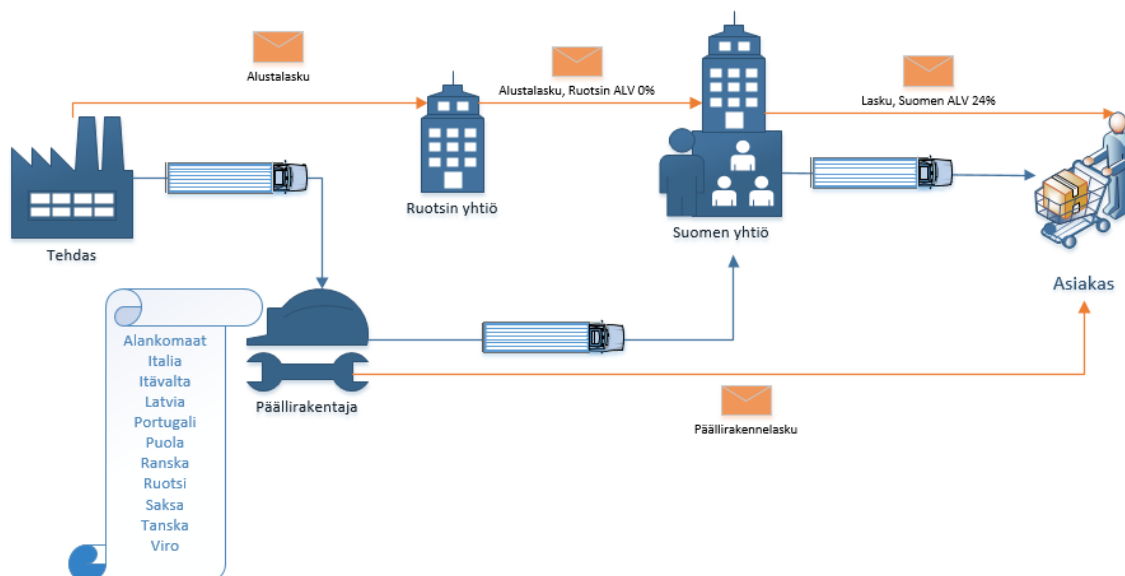 Alustalasku
Alustalasku, Ruotsin ALV 0%
Lasku, Suomen ALV 24%
Tehdas
Ruotsin yhtiö
Suomen yhtiö
Asiakas
Alankomaat
Italia
Itävalta
Latvia
Portugali
Puola
Ranska
Ruotsi
Saksa
Tanska
Viro
Päällirakentaja
Päällirakennelasku